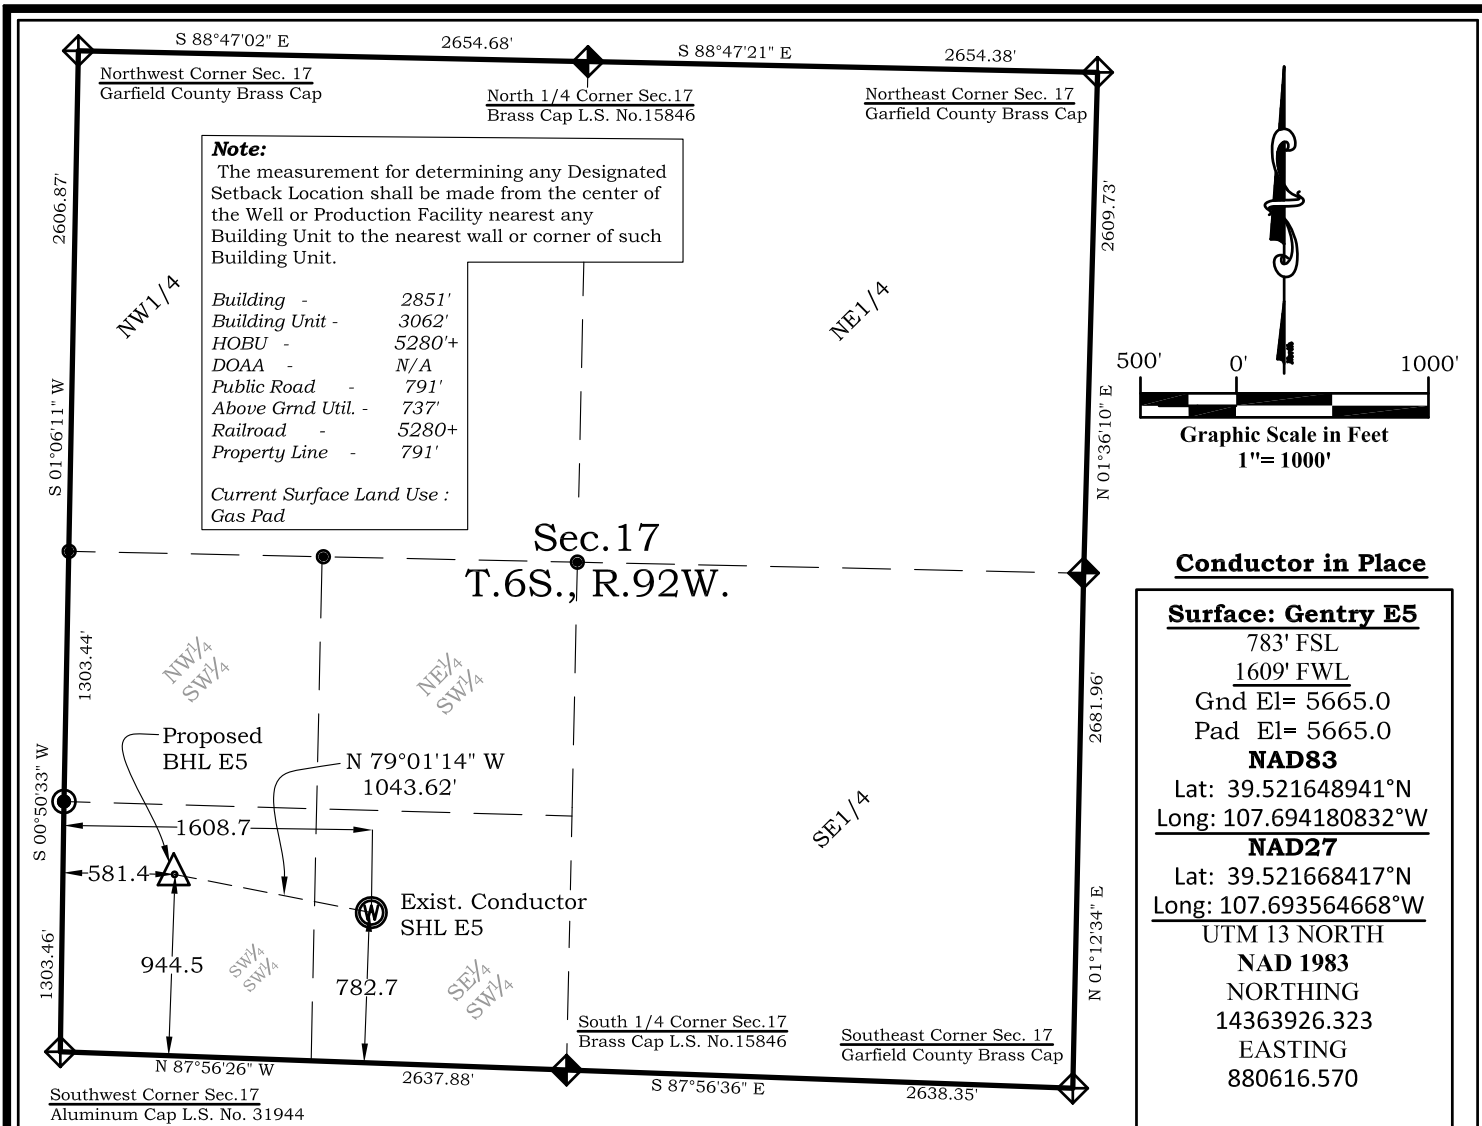 S 88°47'02" E
2654.68'
S 88°47'21" E
2654.38'
Northwest Corner Sec. 17
Garfield County Brass Cap
North 1/4 Corner Sec.17
Brass Cap L.S. No.15846
Northeast Corner Sec. 17
Garfield County Brass Cap
Note:
The measurement for determining any Designated
Setback Location shall be made from the center of
the Well or Production Facility nearest any
Building Unit to the nearest wall or corner of such
Building Unit.
Building - 2851'
Building Unit - 3062'
HOBU - 5280'+
DOAA - N/A
Public Road - 791'
Above Grnd Util. - 737'
Railroad - 5280+
Property Line - 791'
Current Surface Land Use :
Gas Pad
2606.87'
S 01°06'11" W
NW1/4
NE1/4
2609.73'
N 01°36'10" E
500' 0' 1000'
Graphic Scale in Feet
1"= 1000'
Sec.17
T.6S., R.92W.
1303.44'
NW1/4
SW1/4
NE1/4
SW1/4
2681.96'
S 00°50'33" W
Proposed
BHL E5
N 79°01'14" W
1043.62'
1608.7
581.4
W
Exist. Conductor
SHL E5
SE1/4
944.5
782.7
SW1/4
SW1/4
SE1/4
SW1/4
1303.46'
N 01°12'34" E
South 1/4 Corner Sec.17
Brass Cap L.S. No.15846
Southeast Corner Sec. 17
Garfield County Brass Cap
N 87°56'26" W
2637.88'
S 87°56'36" E
2638.35'
Southwest Corner Sec.17
Aluminum Cap L.S. No. 31944
Conductor in Place
Surface: Gentry E5
783' FSL
1609' FWL
Gnd El= 5665.0
Pad El= 5665.0
NAD83
Lat: 39.521648941°N
Long: 107.694180832°W
NAD27
Lat: 39.521668417°N
Long: 107.693564668°W
UTM 13 NORTH
NAD 1983
NORTHING
14363926.323
EASTING
880616.570